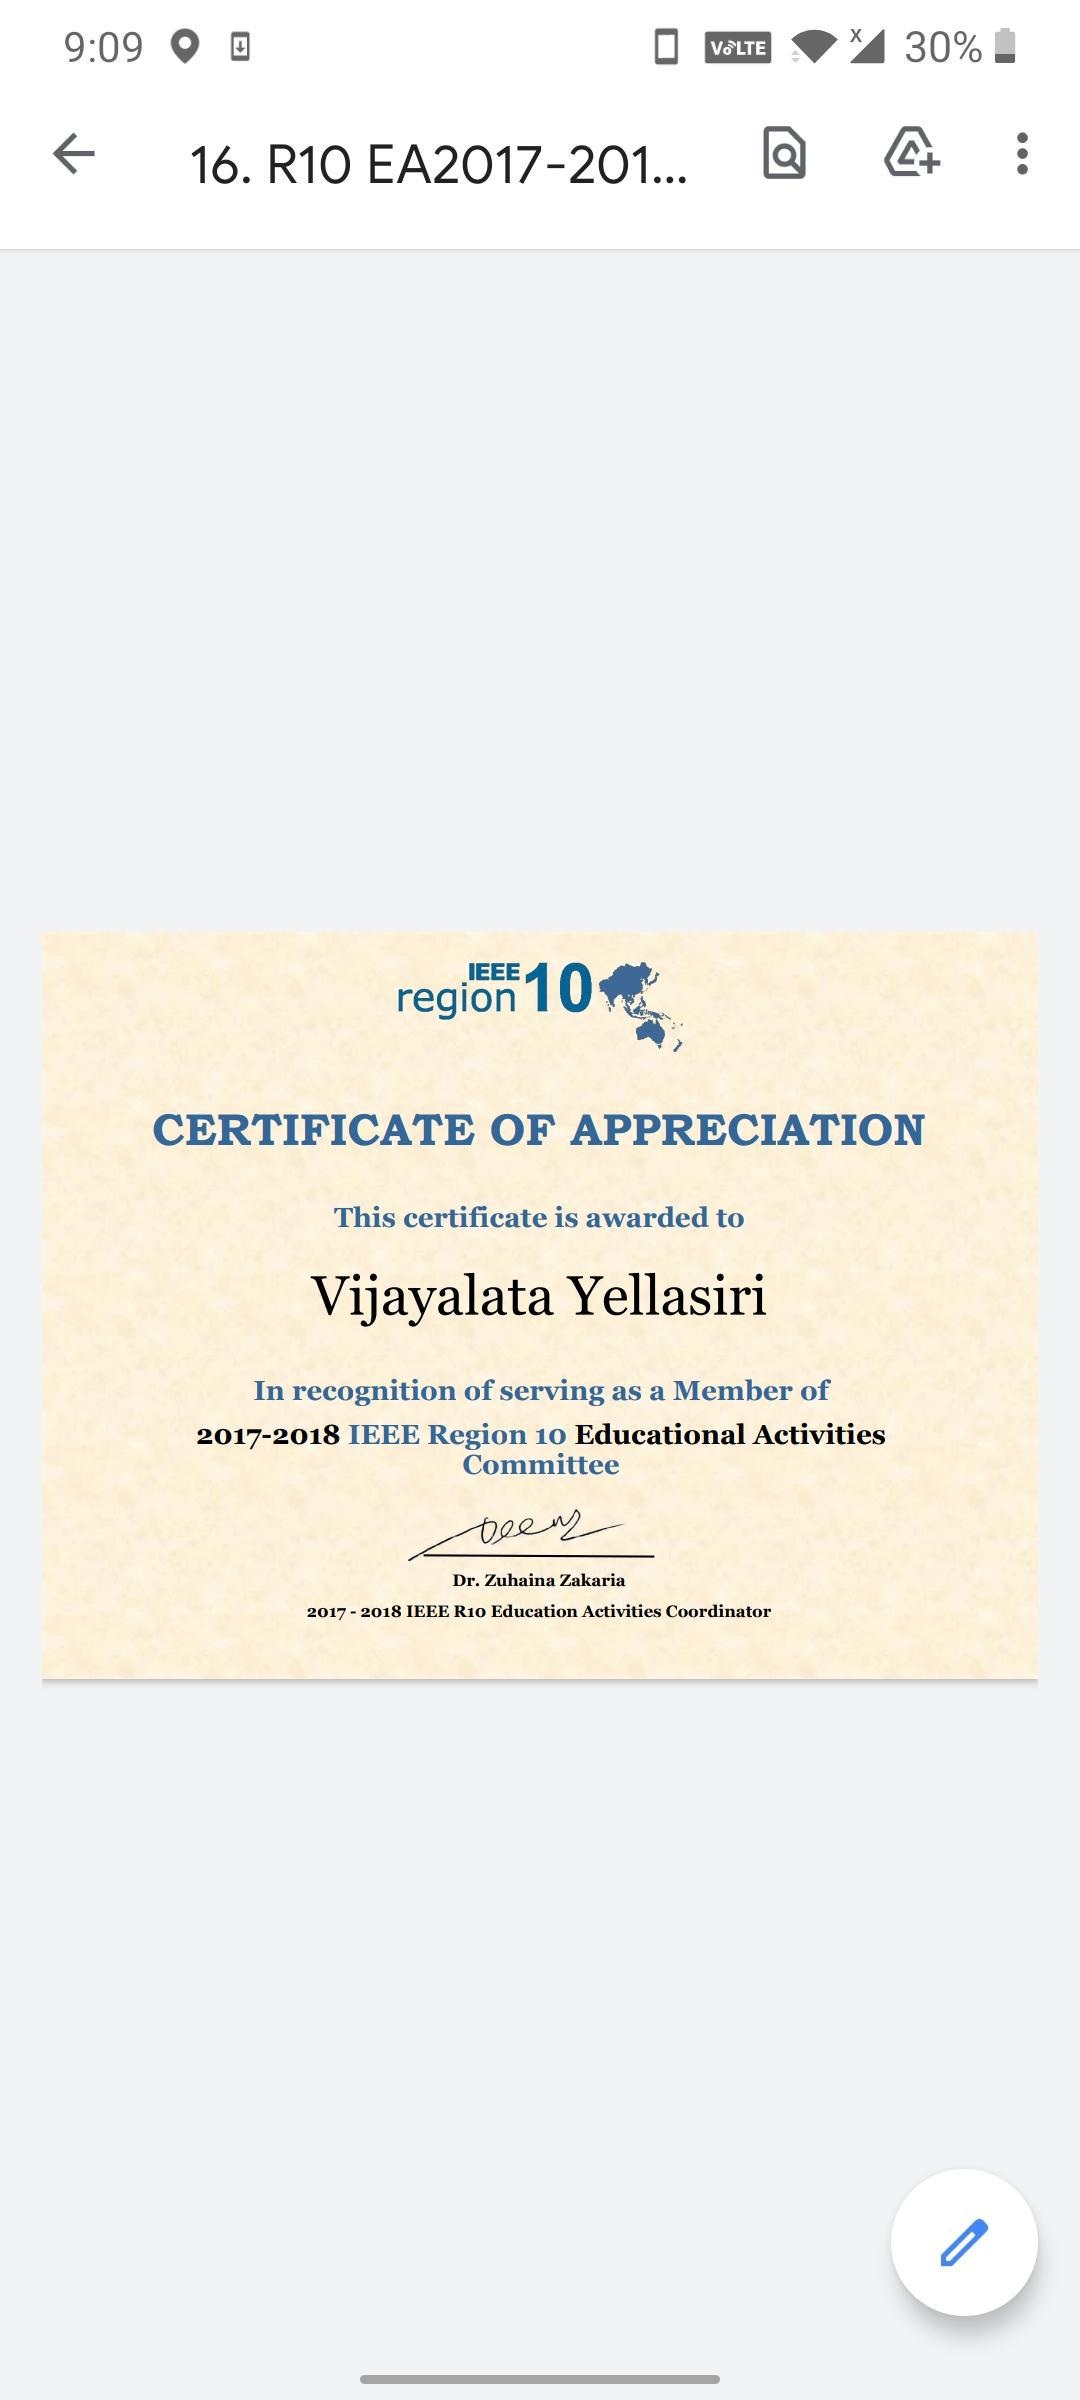 9:09
VoLTE
x
30%
16. R10 EA2017-201...
IEEE
region 10
CERTIFICATE OF APPRECIATION
This certificate is awarded to
Vijayalata Yellasiri
In recognition of serving as a Member of
2017-2018 IEEE Region 10 Educational Activities
Committee
Dr. Zuhaina Zakaria
2017 - 2018 IEEE R10 Education Activities Coordinator